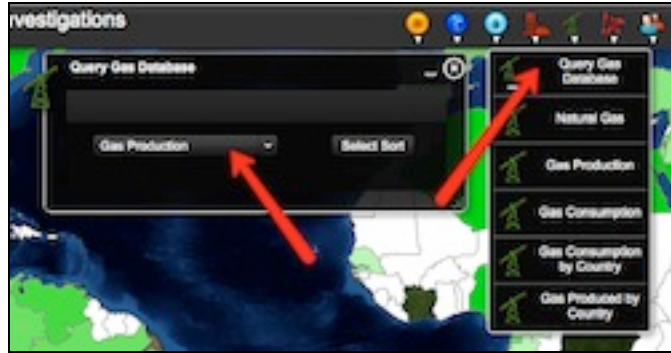 rvestigations
Query Gas Database
Gas Production
Select Sort
Query Gas
Database
Natural Gas
Gas Production
Gas Consumption
Gas Consumption
by Country
Gas Produced by
Country